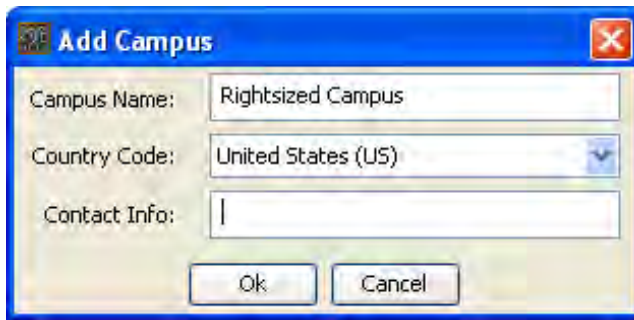 Add Campus
Campus Name: Rightsized Campus
Country Code: United States (US)
Contact Info:
Ok Cancel